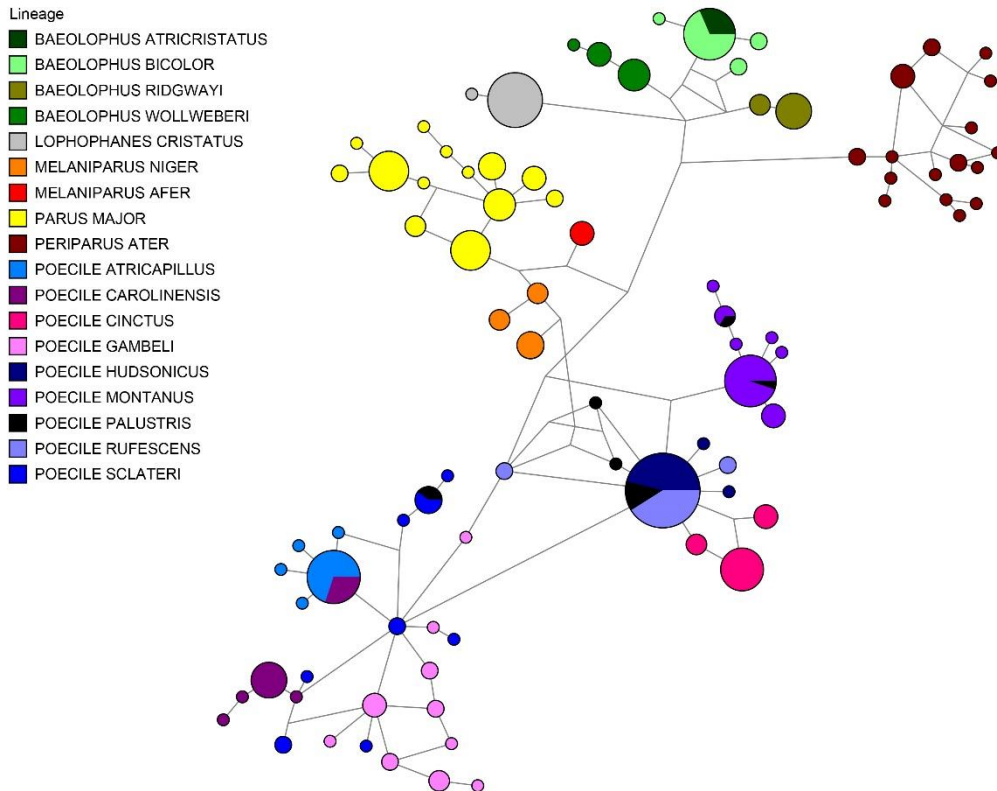 Lineage
BAEOLOPHUS ATRICRISTATUS
BAEOLOPHUS BICOLOR
BAEOLOPHUS RIDGWAYI
BAEOLOPHUS WOLLWEBERI
LOPHOPHANES CRISTATUS
MELANIPARUS NIGER
MELANIPARUS AFER
PARUS MAJOR
PERIPARUS ATER
POECILE ATRICAPILLUS
POECILE CAROLINENSIS
POECILE CINCTUS
POECILE GAMBELI
POECILE HUDSONICUS
POECILE MONTANUS
POECILE PALUSTRIS
POECILE RUFESCENS
POECILE SCLATERI